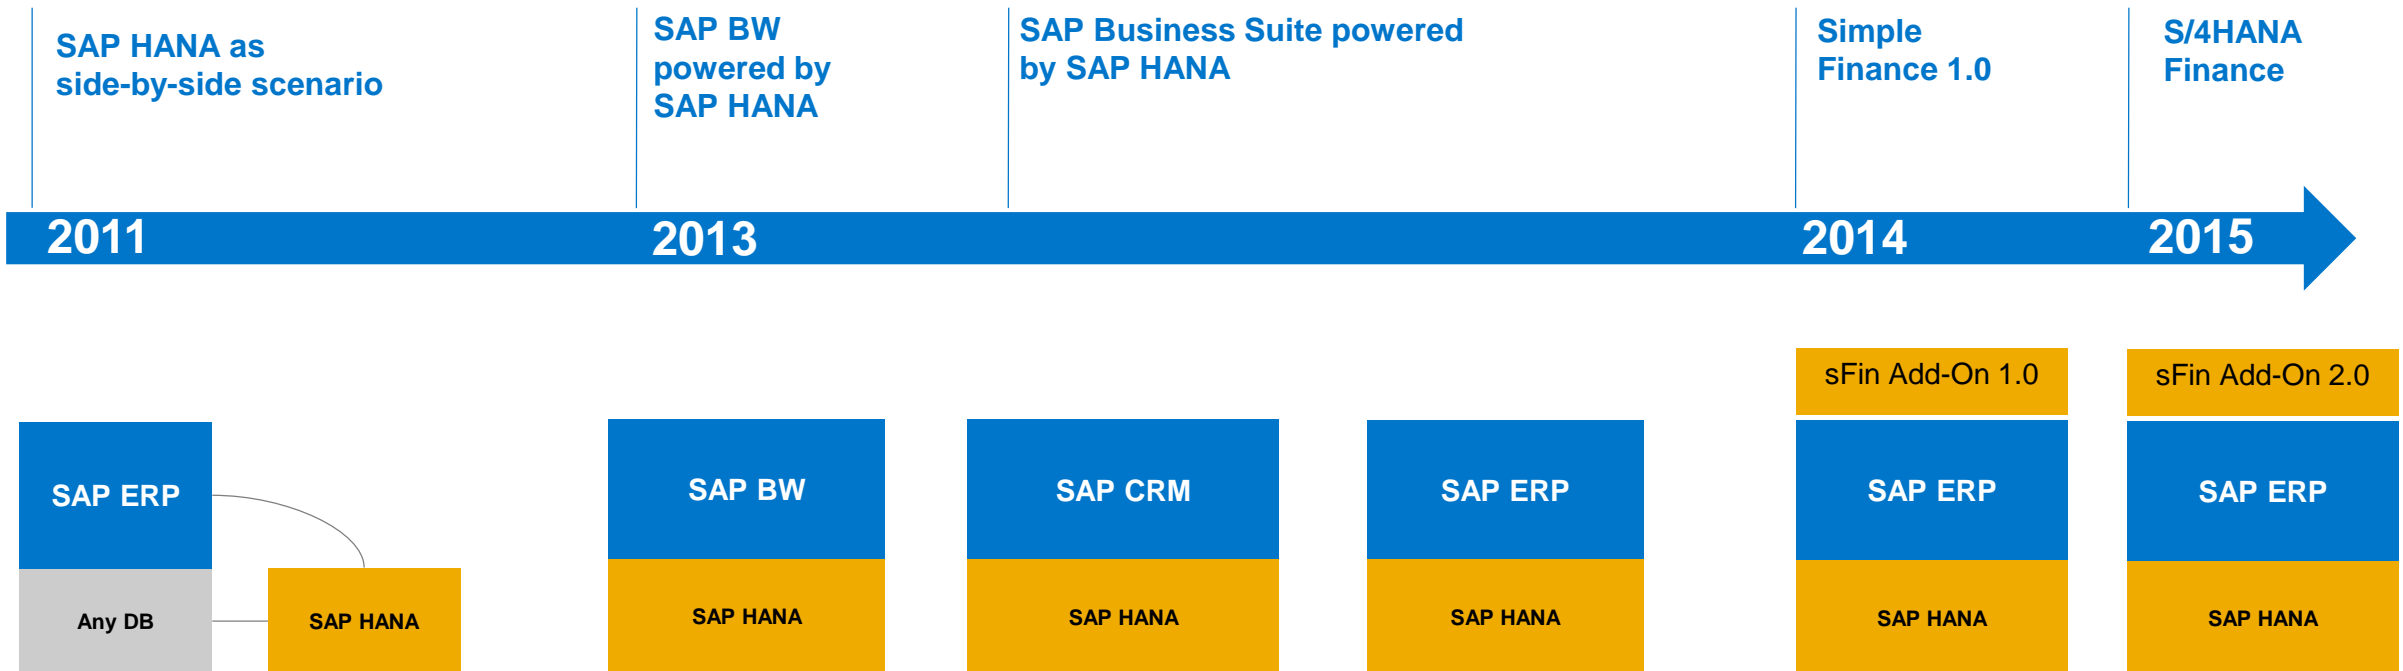 SAP HANA as
side-by-side scenario
SAP BW
powered by
SAP HANA
SAP Business Suite powered
by SAP HANA
Simple
Finance 1.0
S/4HANA
Finance
2011
2013
2014
2015
sFin Add-On 1.0
sFin Add-On 2.0
SAP ERP
SAP BW
SAP CRM
SAP ERP
SAP ERP
SAP ERP
Any DB
SAP HANA
SAP HANA
SAP HANA
SAP HANA
SAP HANA
SAP HANA